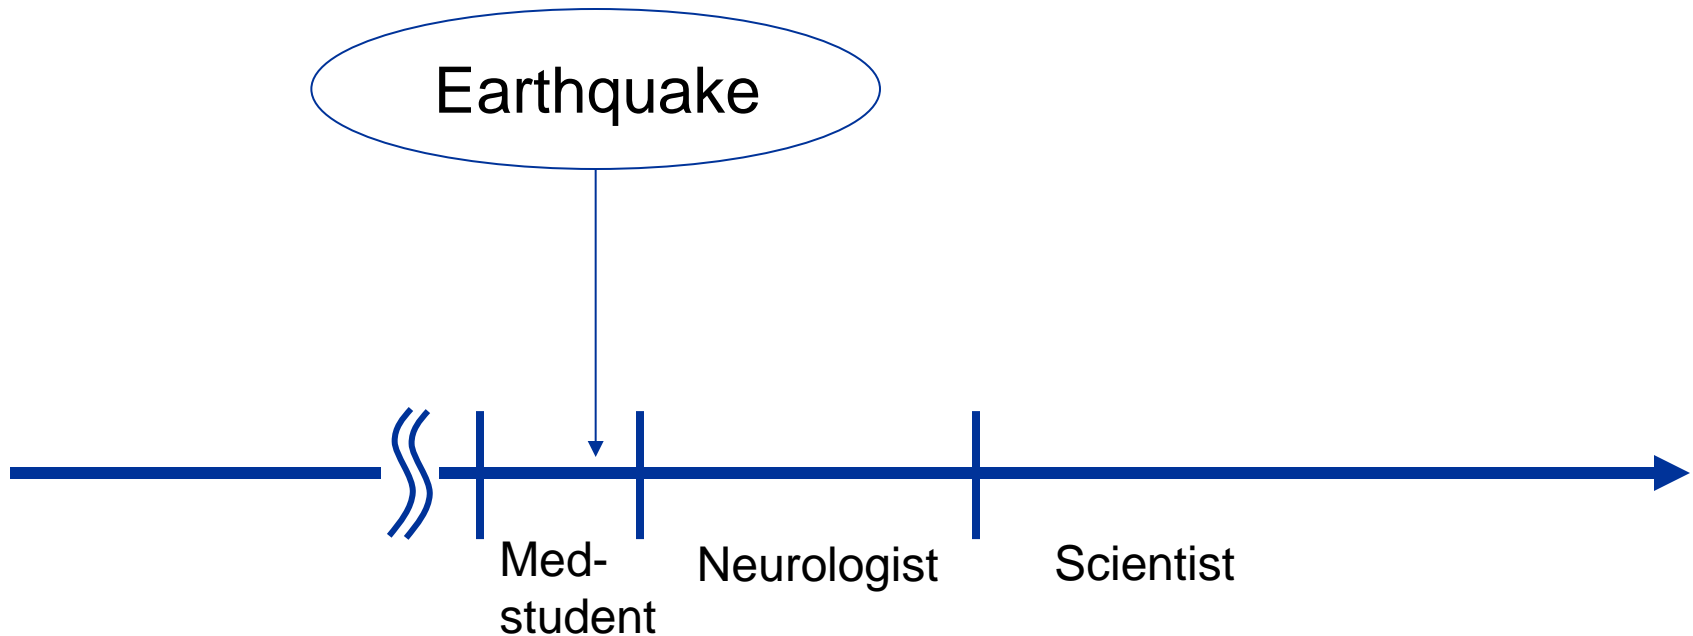 Earthquake
Med-
student
Neurologist
Scientist